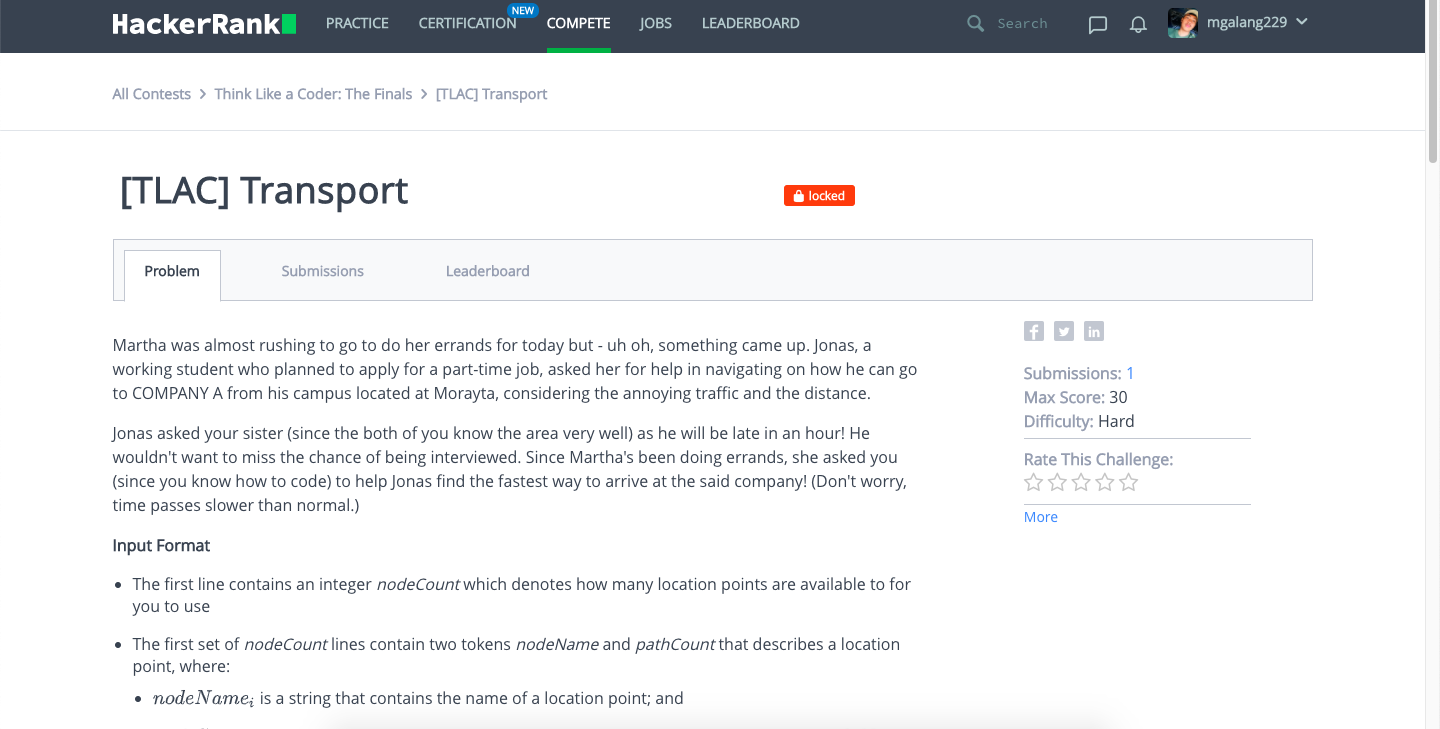 HackerRank PRACTICE CERTIFICATION NEW COMPETE JOBS LEADERBOARD Search mgalang229
All Contests > Think Like a Coder: The Finals > [TLAC] Transport
[TLAC] Transport
locked
Problem Submissions Leaderboard
Martha was almost rushing to go to do her errands for today but - uh oh, something came up. Jonas, a
working student who planned to apply for a part-time job, asked her for help in navigating on how he can go
to COMPANY A from his campus located at Morayta, considering the annoying traffic and the distance.
Jonas asked your sister (since the both of you know the area very well) as he will be late in an hour! He
wouldn't want to miss the chance of being interviewed. Since Martha's been doing errands, she asked you
(since you know how to code) to help Jonas find the fastest way to arrive at the said company! (Don't worry,
time passes slower than normal.)
Input Format
• The first line contains an integer nodeCount which denotes how many location points are available to for
you to use
• The first set of nodeCount lines contain two tokens nodeName and pathCount that describes a location
point, where:
• nodeNameᵢ is a string that contains the name of a location point; and
f t in
Submissions: 1
Max Score: 30
Difficulty: Hard
Rate This Challenge:
More